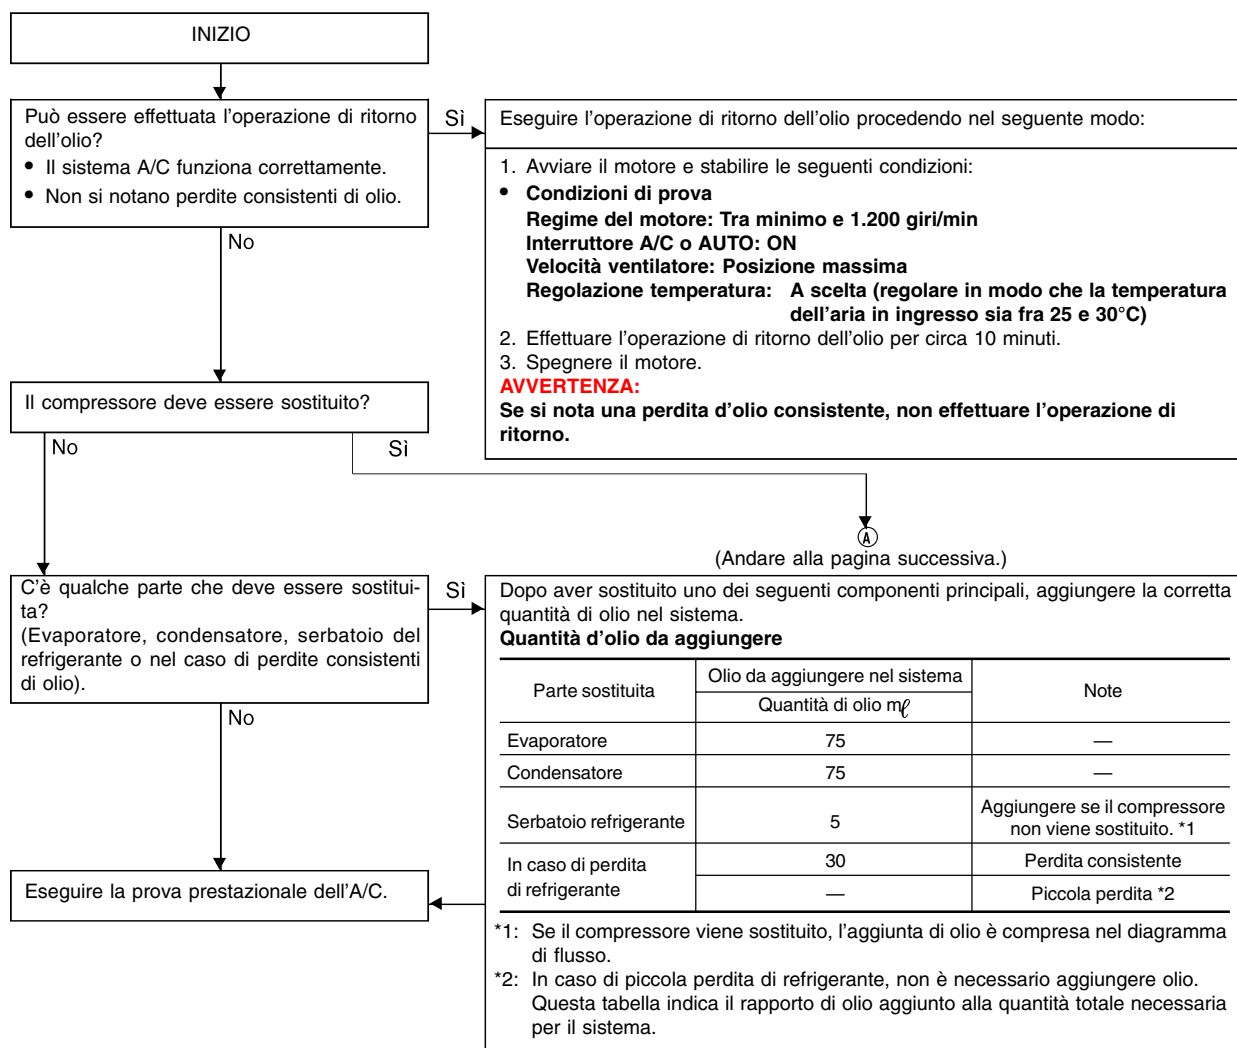 INIZIO
Può essere effettuata l'operazione di ritorno
dell'olio?
• Il sistema A/C funziona correttamente.
• Non si notano perdite consistenti di olio.
Sì
No
Eseguire l'operazione di ritorno dell'olio procedendo nel seguente modo:
1. Avviare il motore e stabilire le seguenti condizioni:
• Condizioni di prova
Regime del motore: Tra minimo e 1.200 giri/min
Interruttore A/C o AUTO: ON
Velocità ventilatore: Posizione massima
Regolazione temperatura: A scelta (regolare in modo che la temperatura
dell'aria in ingresso sia fra 25 e 30°C)
2. Effettuare l'operazione di ritorno dell'olio per circa 10 minuti.
3. Spegnere il motore.
AVVERTENZA:
Se si nota una perdita d'olio consistente, non effettuare l'operazione di
ritorno.
Il compressore deve essere sostituito?
No
Sì
Ⓐ
(Andare alla pagina successiva.)
C'è qualche parte che deve essere sostitui-
ta?
(Evaporatore, condensatore, serbatoio del
refrigerante o nel caso di perdite consistenti
di olio).
Sì
No
Dopo aver sostituito uno dei seguenti componenti principali, aggiungere la corretta
quantità di olio nel sistema.
Quantità d'olio da aggiungere
Parte sostituita
Olio da aggiungere nel sistema
Quantità di olio mℓ
Note
Evaporatore 75 —
Condensatore 75 —
Serbatoio refrigerante 5 Aggiungere se il compressore
non viene sostituito. *1
In caso di perdita
di refrigerante
30 Perdita consistente
— Piccola perdita *2
*1: Se il compressore viene sostituito, l'aggiunta di olio è compresa nel diagramma
di flusso.
*2: In caso di piccola perdita di refrigerante, non è necessario aggiungere olio.
Questa tabella indica il rapporto di olio aggiunto alla quantità totale necessaria
per il sistema.
Eseguire la prova prestazionale dell'A/C.